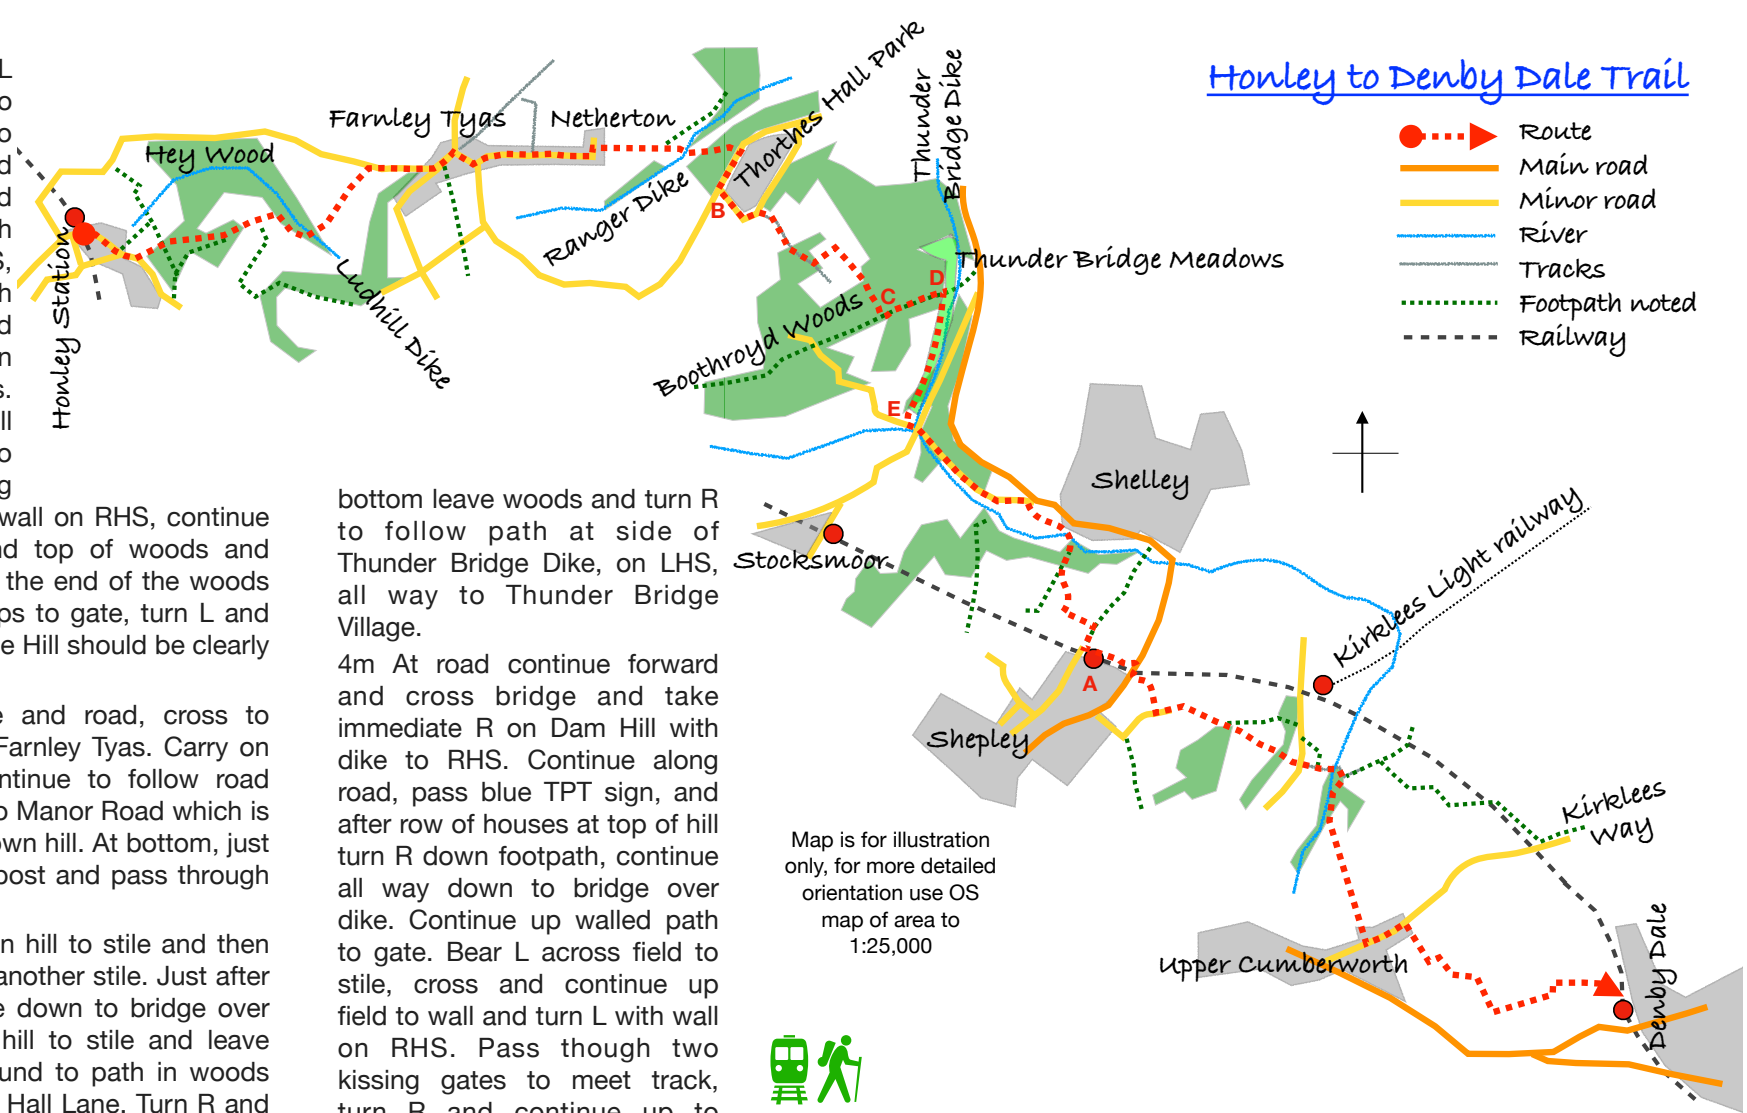 L
o
o
d
d
h
s,
h
d
n
s.
ll
o
g
wall on RHS, continue
nd top of woods and
the end of the woods
ps to gate, turn L and
e Hill should be clearly
e and road, cross to
Farnley Tyas. Carry on
ntinue to follow road
o Manor Road which is
own hill. At bottom, just
post and pass through
n hill to stile and then
another stile. Just after
e down to bridge over
hill to stile and leave
und to path in woods
Hall Lane. Turn R and
bottom leave woods and turn R
to follow path at side of
Thunder Bridge Dike, on LHS,
all way to Thunder Bridge
Village.
4m At road continue forward
and cross bridge and take
immediate R on Dam Hill with
dike to RHS. Continue along
road, pass blue TPT sign, and
after row of houses at top of hill
turn R down footpath, continue
all way down to bridge over
dike. Continue up walled path
to gate. Bear L across field to
stile, cross and continue up
field to wall and turn L with wall
on RHS. Pass though two
kissing gates to meet track,
turn R and continue up to
Honley to Denby Dale Trail
Route
Main road
Minor road
River
Tracks
Footpath noted
Railway
Honley Station
Hey Wood
Ludhill Dike
Farnley Tyas
Netherton
Ranger Dike
Thorthes Hall Park
B
Thunder
Bridge Dike
Thunder Bridge Meadows
D
C
Boothroyd Woods
E
Shelley
Stocksmoor
Kirklees Light railway
A
Shepley
Kirklees
Way
Upper Cumberworth
Denby Dale
Map is for illustration
only, for more detailed
orientation use OS
map of area to
1:25,000